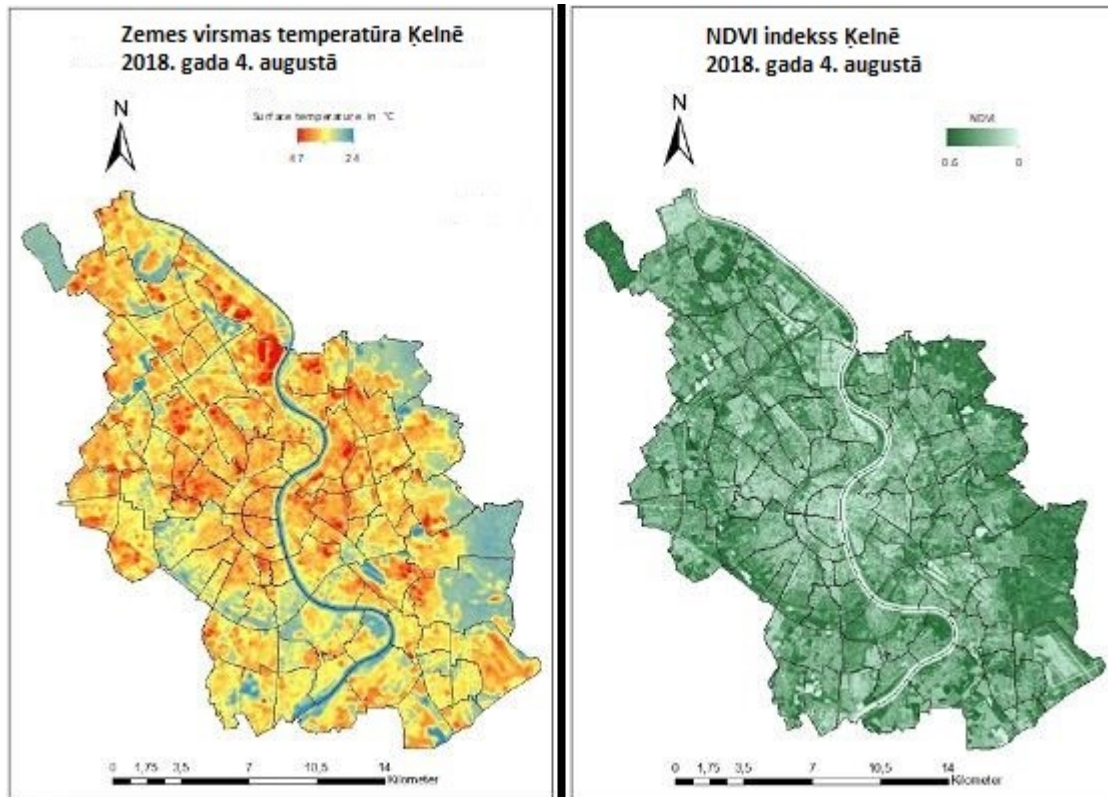 Zemes virsmas temperatūra Ķelnē
2018. gada 4. augustā
N
Surface temperature in °C
47 24
0 1,75 3,5 7 10,5 14
Kilometer
NDVI indekss Ķelnē
2018. gada 4. augustā
N
NDVI
0.6 0
0 1,75 3,5 7 10,5 14
Kilometer